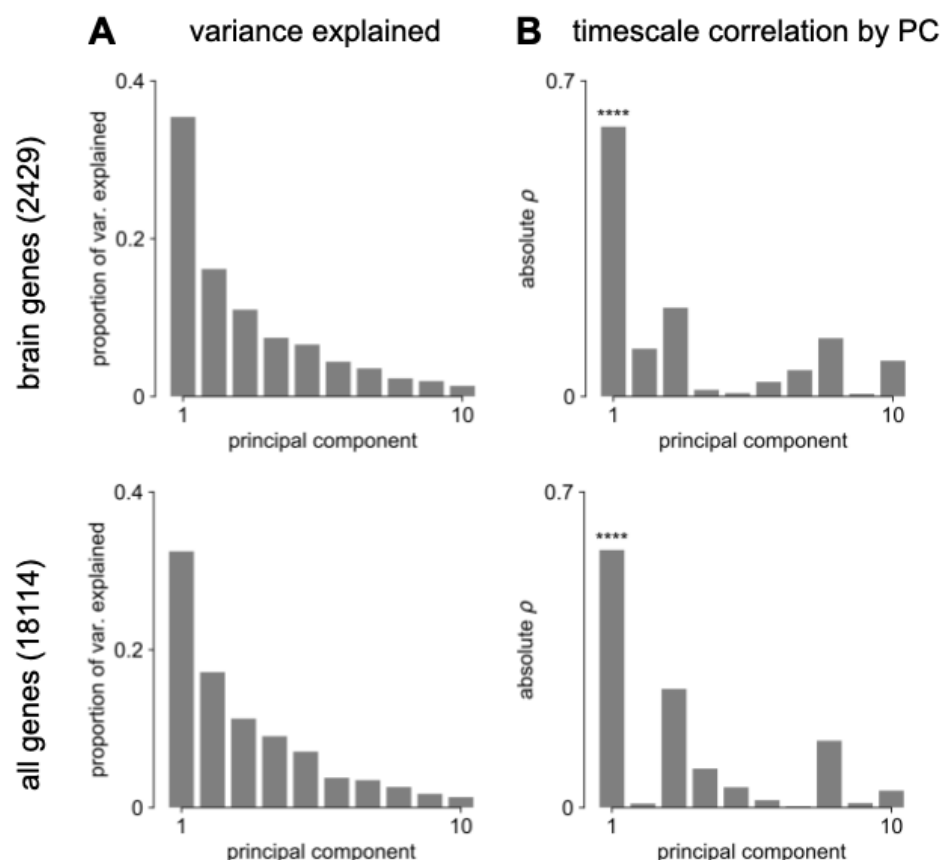 A variance explained
B timescale correlation by PC
brain genes (2429)
proportion of var. explained
0.4
0.2
0
1 10
principal component
absolute ρ
0.7
****
0
1 10
principal component
all genes (18114)
proportion of var. explained
0.4
0.2
0
1 10
principal component
absolute ρ
0.7
****
0
1 10
principal component